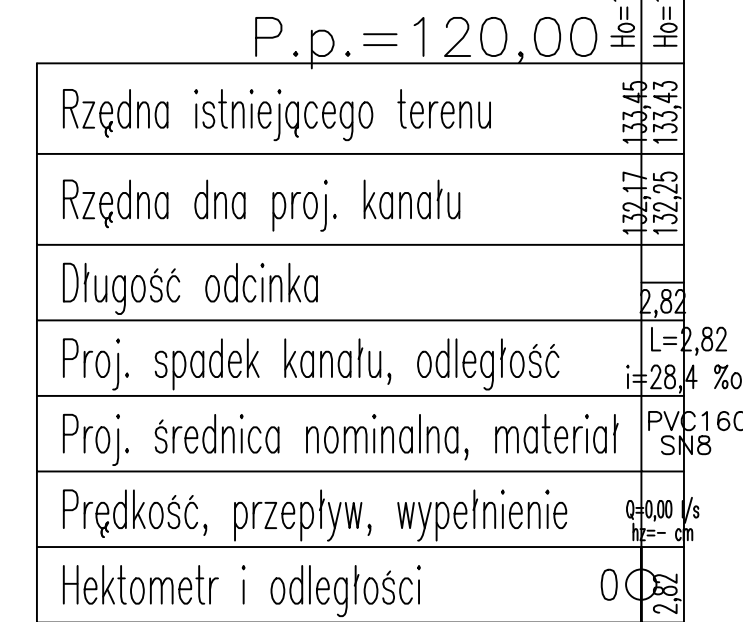 Ho=
Ho=
P.p.=120,00
Rzędna istniejącego terenu
133,45
133,43
Rzędna dna proj. kanału
132,17
132,25
Długość odcinka
2,82
Proj. spadek kanału, odległość
L=2,82
i=28,4 ‰
Proj. średnica nominalna, materiał
PVC160
SN8
Prędkość, przepływ, wypełnienie
Q=0,00 l/s
hz=- cm
Hektometr i odległości
0
2,82